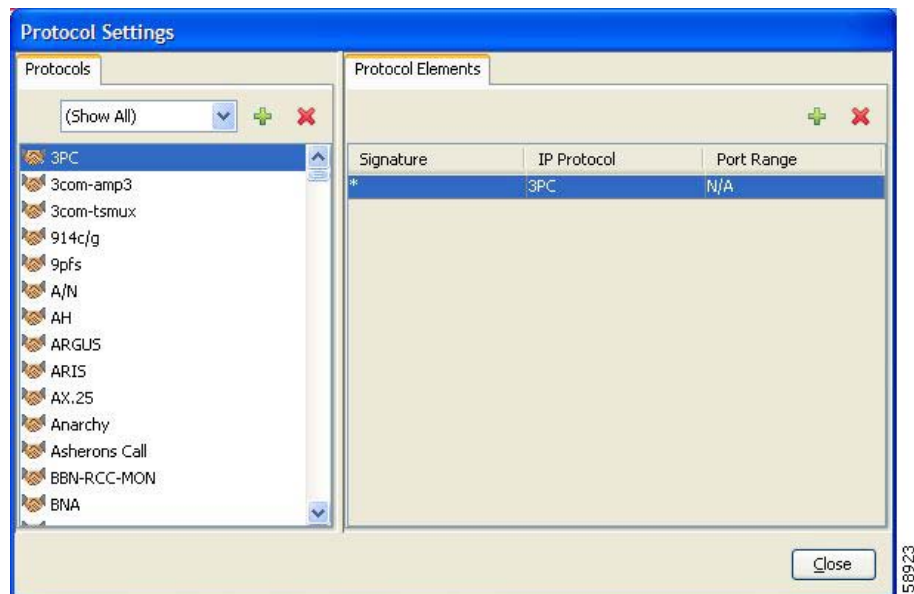 Protocol Settings
Protocols
(Show All)
3PC
3com-amp3
3com-tsmux
914c/g
9pfs
A/N
AH
ARGUS
ARIS
AX.25
Anarchy
Asherons Call
BBN-RCC-MON
BNA
Protocol Elements
Signature IP Protocol Port Range
* 3PC N/A
Close
58923